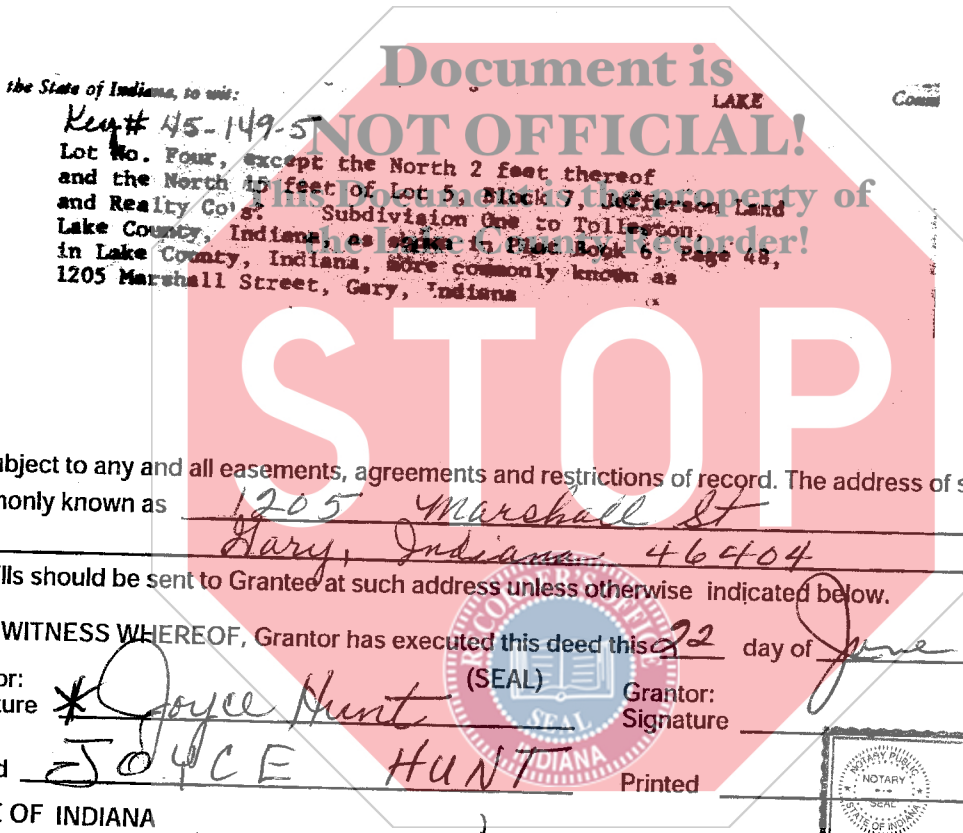 Document is
the State of Indiana, to wit:
LAKE
NOT OFFICIAL!
Key# 45-149-5
Lot No. Four, except the North 2 feet thereof
This Document is the property of
and the North 15 feet of Lot 5, Block 7, Jefferson Land
and Realty Co's. Subdivision One to Tolleston,
the Lake County Recorder!
Lake County, Indiana, as shown in Plat Book 6, Page 48,
in Lake County, Indiana, more commonly known as
1205 Marshall Street, Gary, Indiana
STOP
ubject to any and all easements, agreements and restrictions of record. The address of s
monly known as 1205 Marshall St
Gary, Indiana 46404
ills should be sent to Grantee at such address unless otherwise indicated below.
WITNESS WHEREOF, Grantor has executed this deed this 22 day of June
RECORDER'S OFFICE
SEAL
INDIANA
or: (SEAL) Grantor:
ture * Joyce Hunt Signature
d JOYCE HUNT Printed
NOTARY PUBLIC
NOTARY
SEAL
STATE OF INDIANA
E OF INDIANA